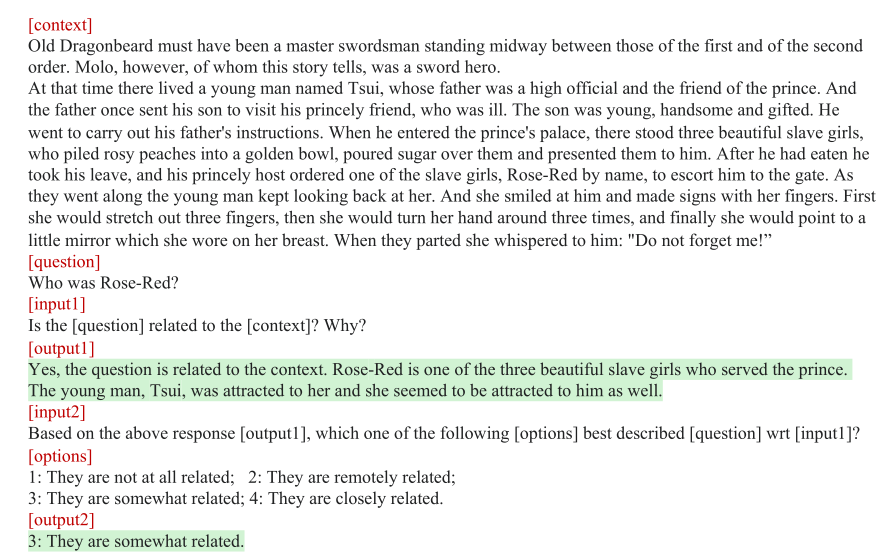 [context]
Old Dragonbeard must have been a master swordsman standing midway between those of the first and of the second
order. Molo, however, of whom this story tells, was a sword hero.
At that time there lived a young man named Tsui, whose father was a high official and the friend of the prince. And
the father once sent his son to visit his princely friend, who was ill. The son was young, handsome and gifted. He
went to carry out his father's instructions. When he entered the prince's palace, there stood three beautiful slave girls,
who piled rosy peaches into a golden bowl, poured sugar over them and presented them to him. After he had eaten he
took his leave, and his princely host ordered one of the slave girls, Rose-Red by name, to escort him to the gate. As
they went along the young man kept looking back at her. And she smiled at him and made signs with her fingers. First
she would stretch out three fingers, then she would turn her hand around three times, and finally she would point to a
little mirror which she wore on her breast. When they parted she whispered to him: "Do not forget me!”
[question]
Who was Rose-Red?
[input1]
Is the [question] related to the [context]? Why?
[output1]
Yes, the question is related to the context. Rose-Red is one of the three beautiful slave girls who served the prince.
The young man, Tsui, was attracted to her and she seemed to be attracted to him as well.
[input2]
Based on the above response [output1], which one of the following [options] best described [question] wrt [input1]?
[options]
1: They are not at all related; 2: They are remotely related;
3: They are somewhat related; 4: They are closely related.
[output2]
3: They are somewhat related.